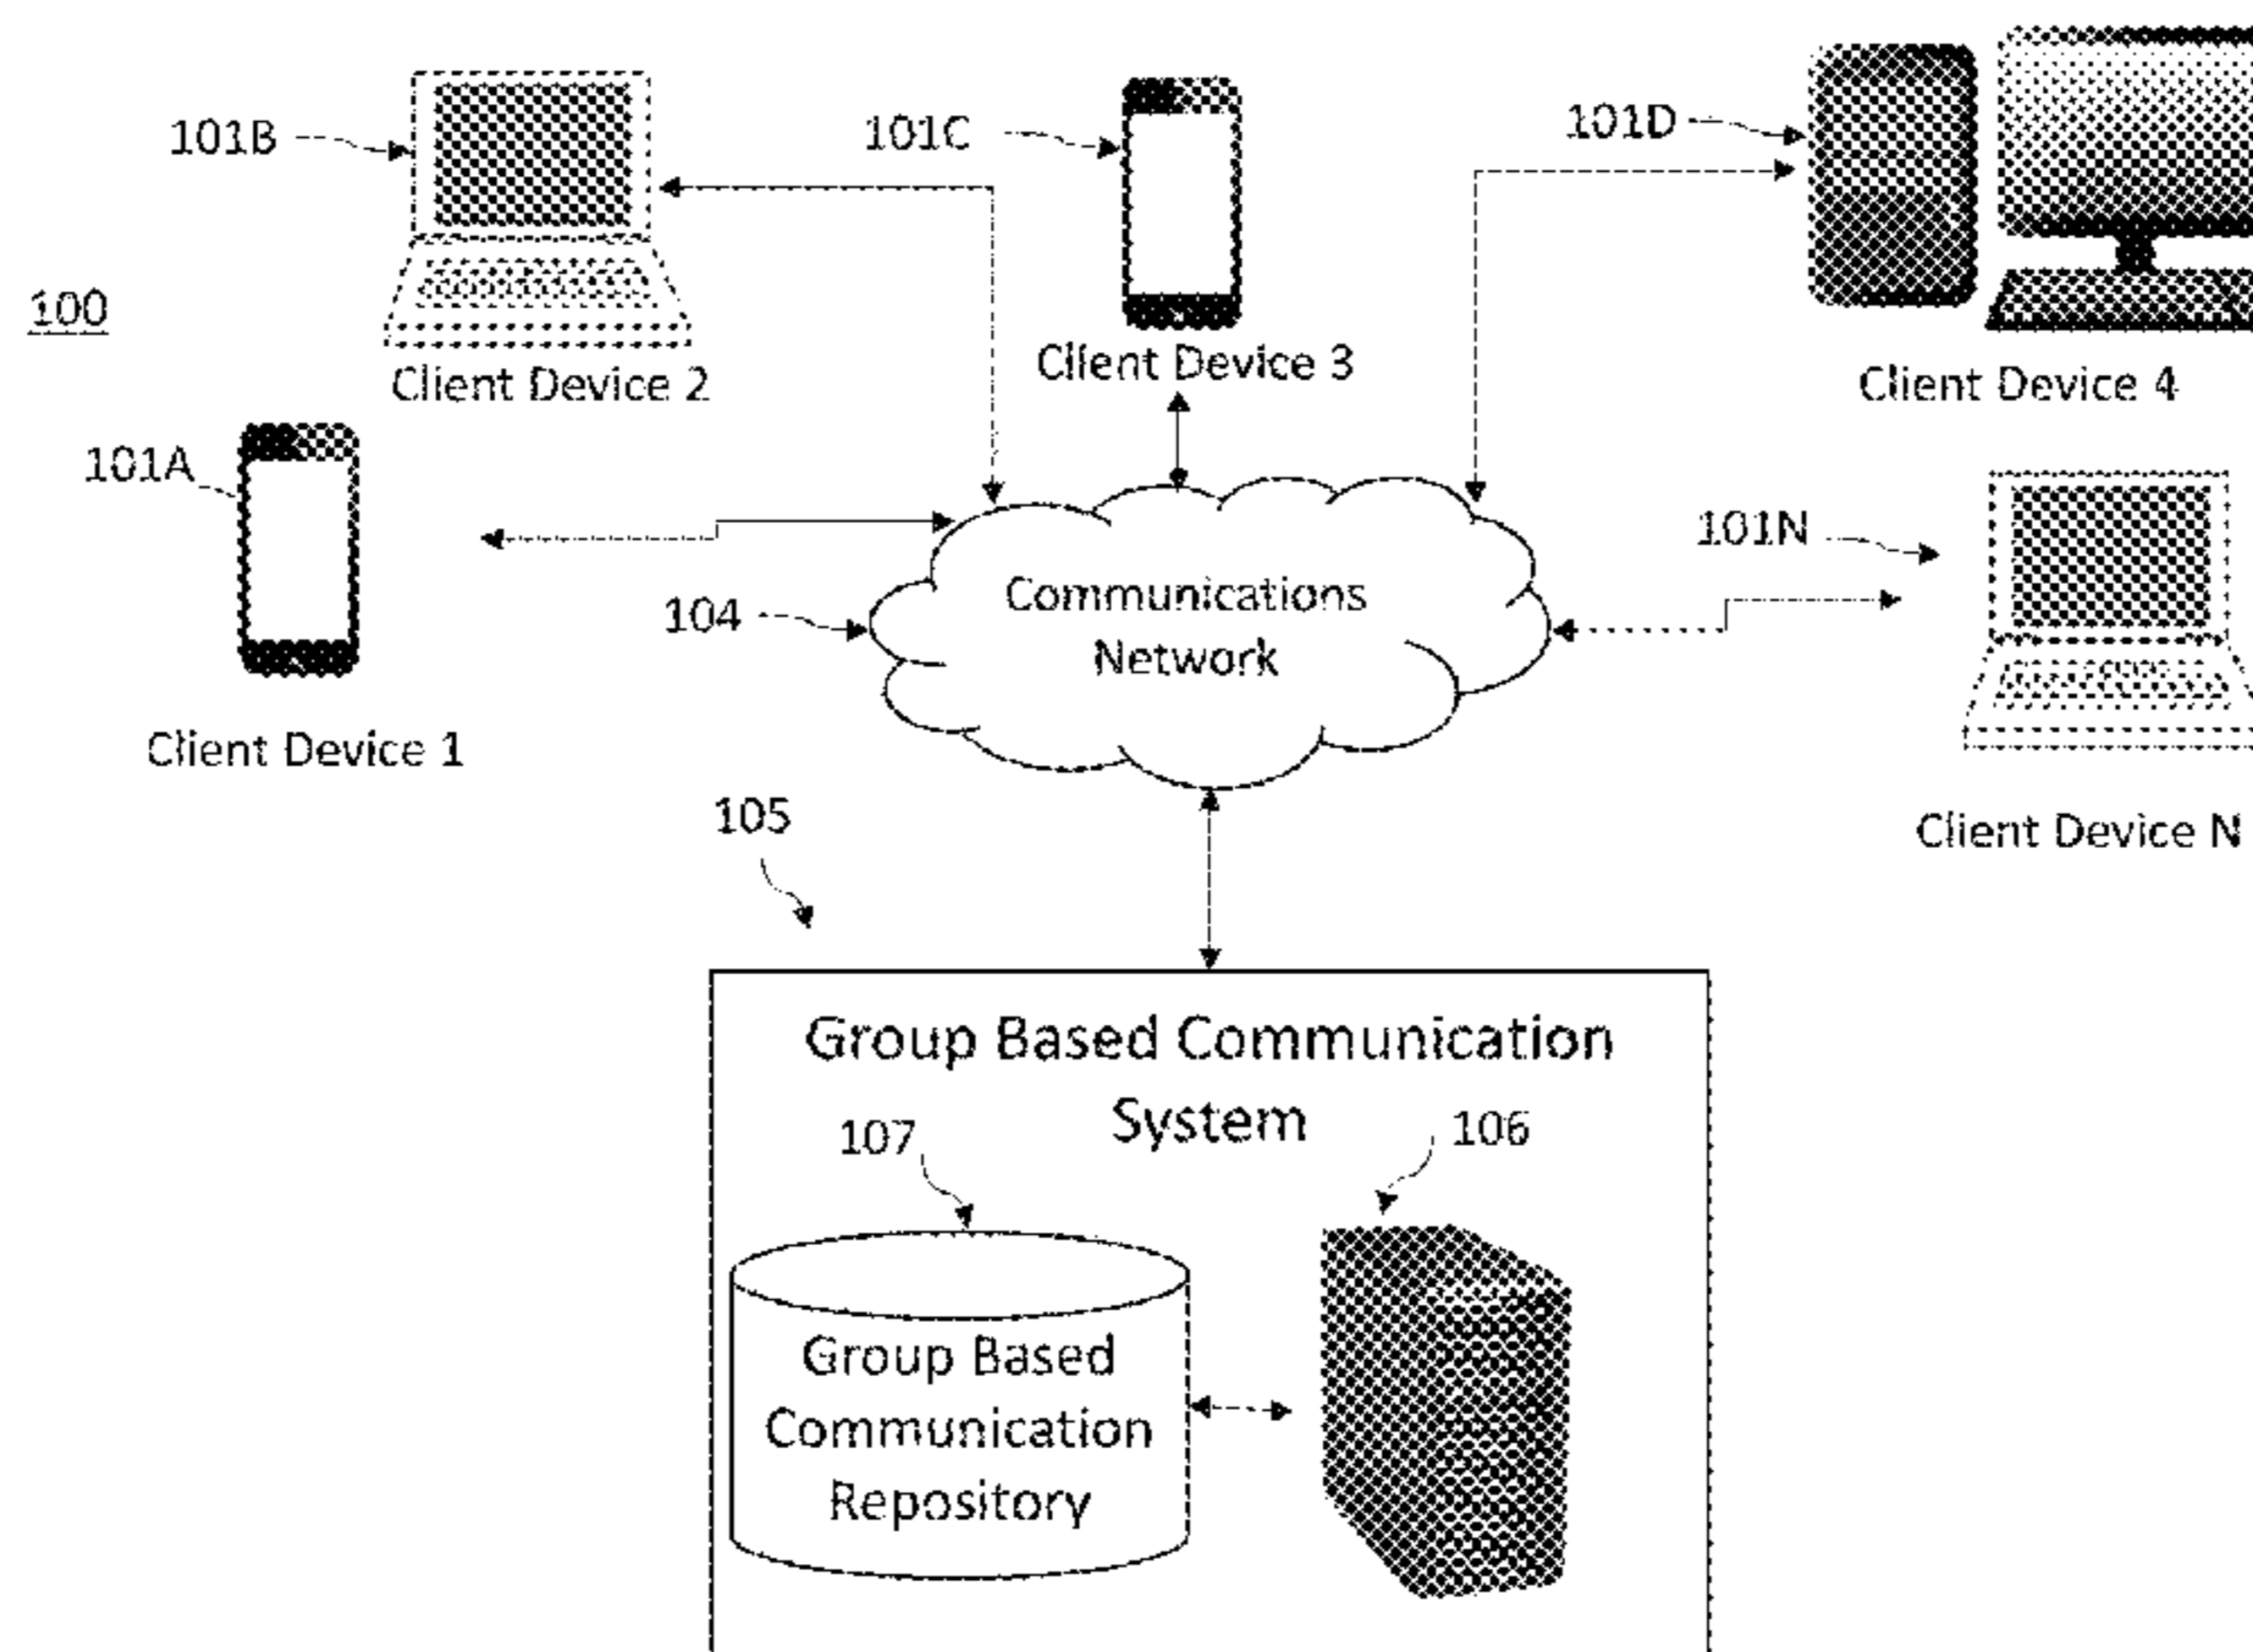 101B
101C
101D
100
Client Device 2
Client Device 3
Client Device 4
101A
101N
Communications
Network
104
Client Device 1
105
Client Device N
Group Based Communication
System
107
106
Group Based
Communication
Repository